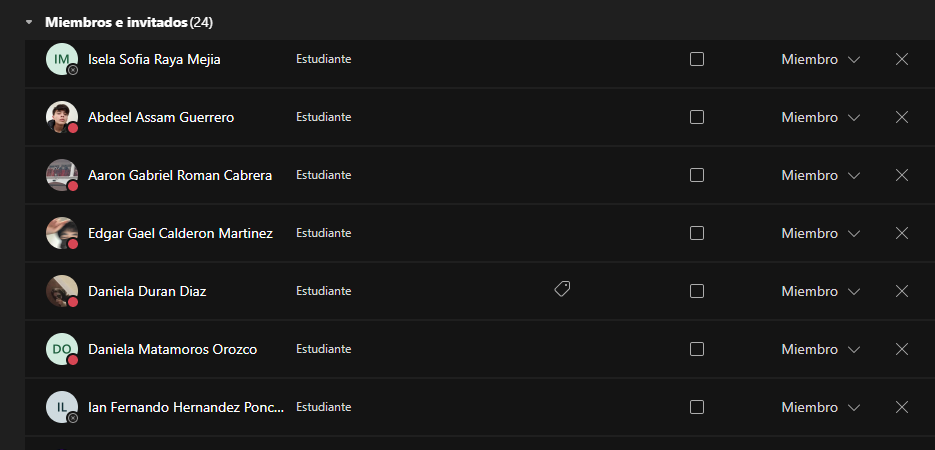 Miembros e invitados (24)
IM Isela Sofia Raya Mejia Estudiante Miembro
Abdeel Assam Guerrero Estudiante Miembro
Aaron Gabriel Roman Cabrera Estudiante Miembro
Edgar Gael Calderon Martinez Estudiante Miembro
Daniela Duran Diaz Estudiante Miembro
DO Daniela Matamoros Orozco Estudiante Miembro
IL Ian Fernando Hernandez Ponc... Estudiante Miembro